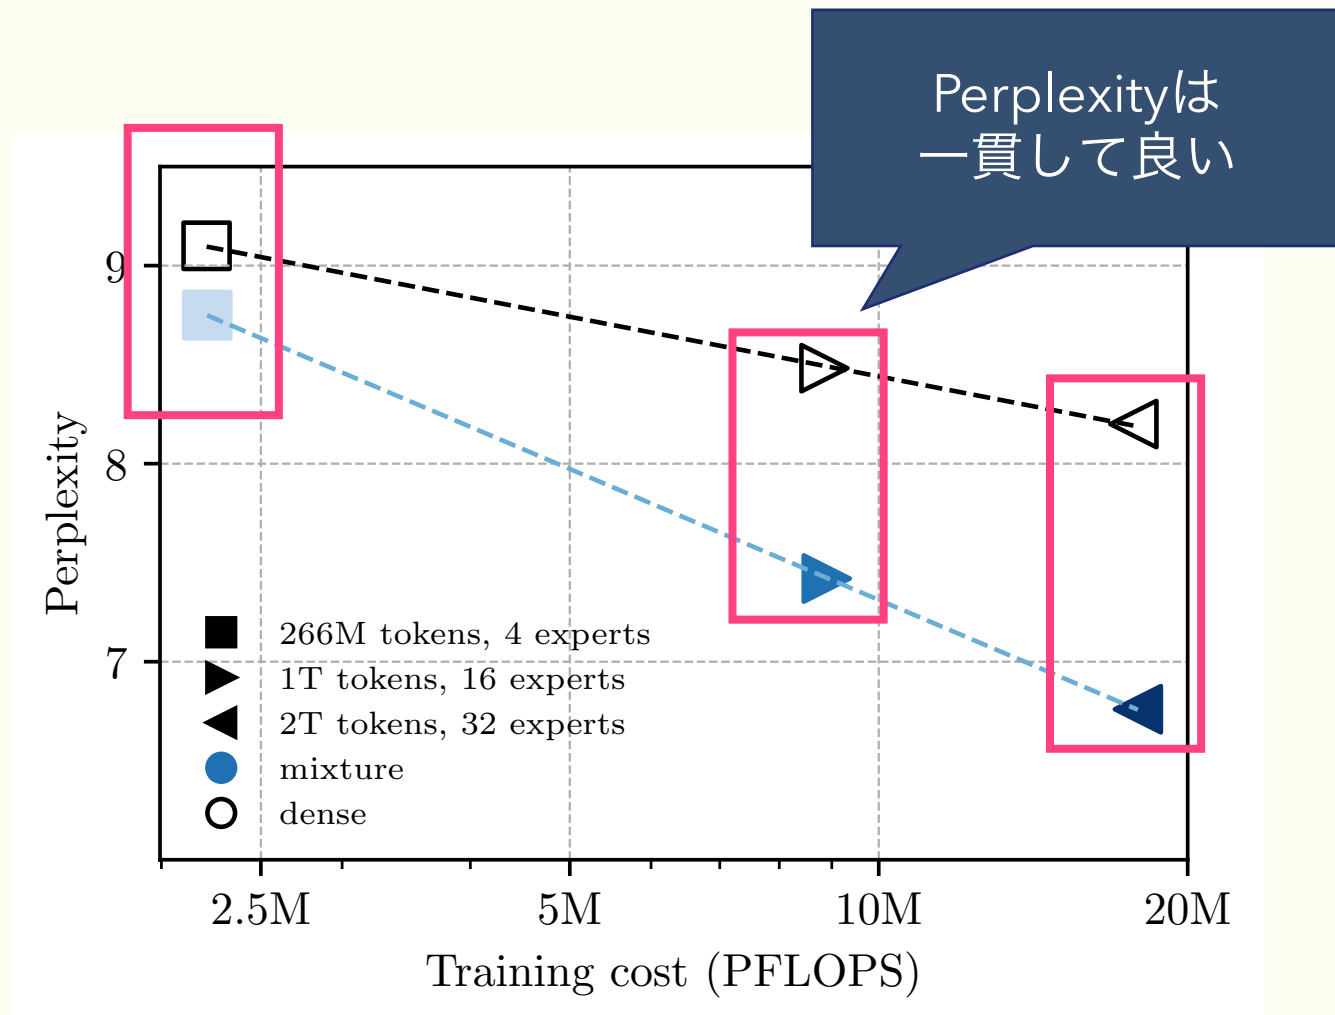 Perplexityは
一貫して良い
9
8
7
Perplexity
266M tokens, 4 experts
1T tokens, 16 experts
2T tokens, 32 experts
mixture
dense
2.5M 5M 10M 20M
Training cost (PFLOPS)